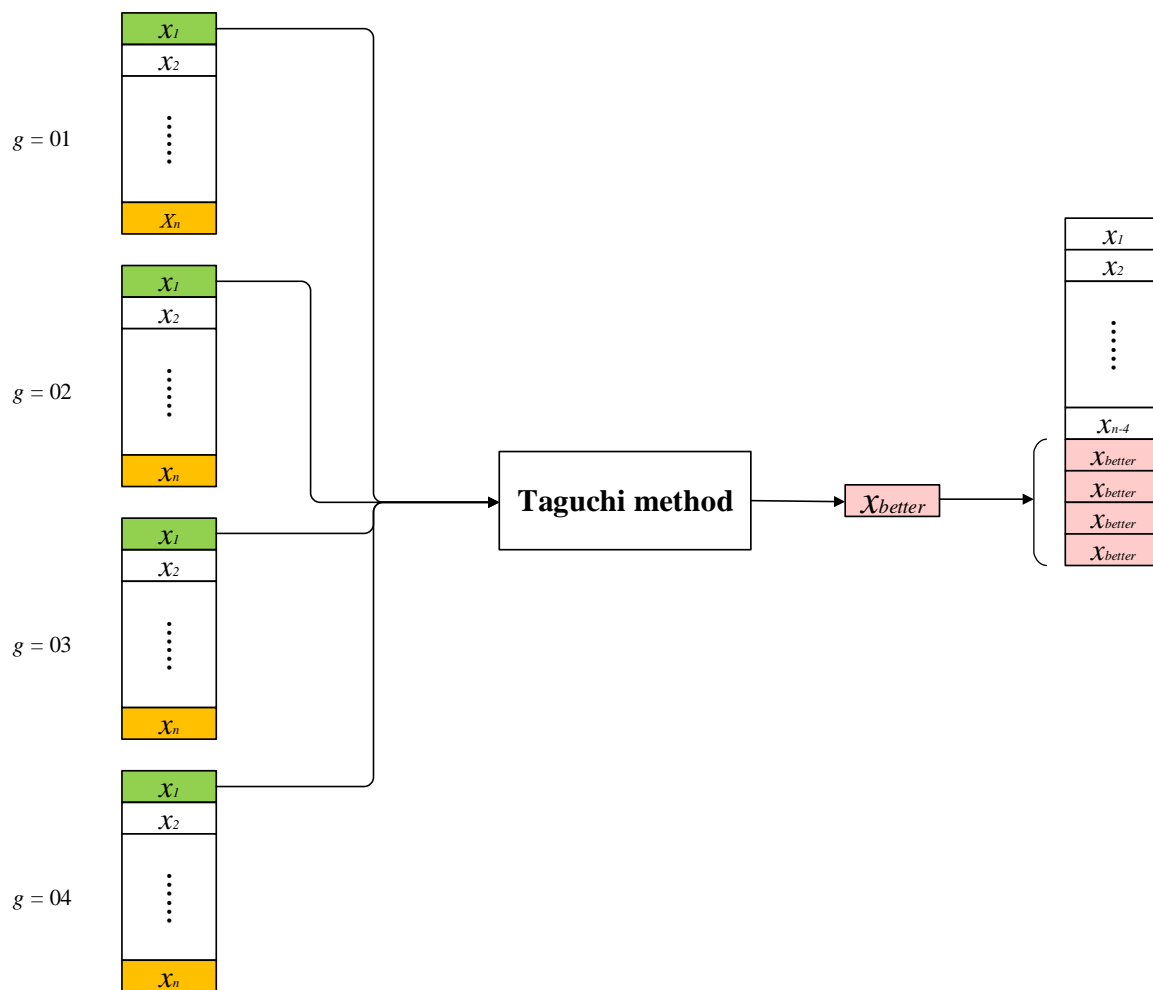 x1
x2
g = 01
Xn
x1
x2
g = 02
xn
x1
x2
g = 03
xn
x1
x2
g = 04
xn
Taguchi method
xbetter
x1
x2
xn-4
xbetter
xbetter
xbetter
xbetter